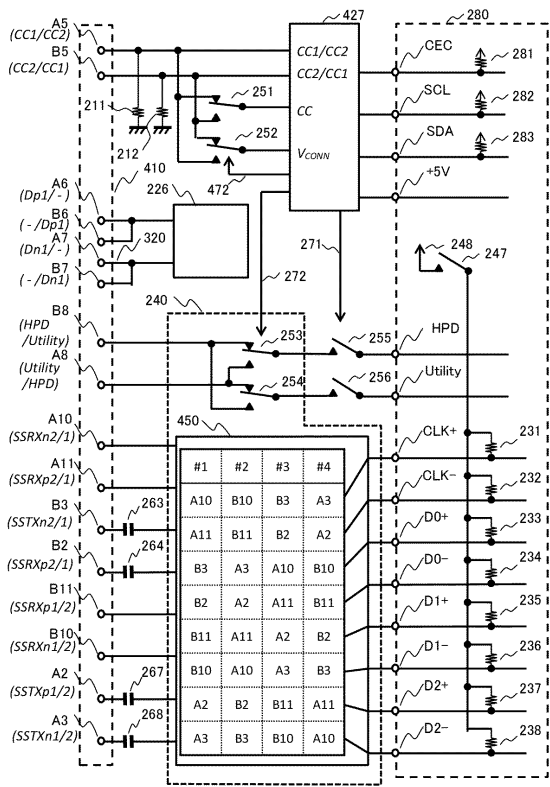 A5
(CC1/CC2)
B5
(CC2/CC1)
211
212
410
251
252
472
427
CC1/CC2
CC2/CC1
CC
VCONN
280
CEC
281
SCL
282
SDA
283
+5V
A6
(Dp1/-)
B6
(-/Dp1)
A7
(Dn1/-)
320
B7
(-/Dn1)
226
271
272
248
247
240
B8
(HPD
/Utility)
A8
(Utility
/HPD)
253
254
255
256
HPD
Utility
A10
(SSRXn2/1)
A11
(SSRXp2/1)
B3
(SSTXn2/1)
263
B2
(SSRXp2/1)
264
B11
(SSRXp1/2)
B10
(SSRXn1/2)
A2
(SSTXp1/2)
267
A3
(SSTXn1/2)
268
450
#1 #2 #3 #4
A10 B10 B3 A3
A11 B11 B2 A2
B3 A3 A10 B10
B2 A2 A11 B11
B11 A11 A2 B2
B10 A10 A3 B3
A2 B2 B11 A11
A3 B3 B10 A10
CLK+
231
CLK−
232
D0+
233
D0−
234
D1+
235
D1−
236
D2+
237
D2−
238